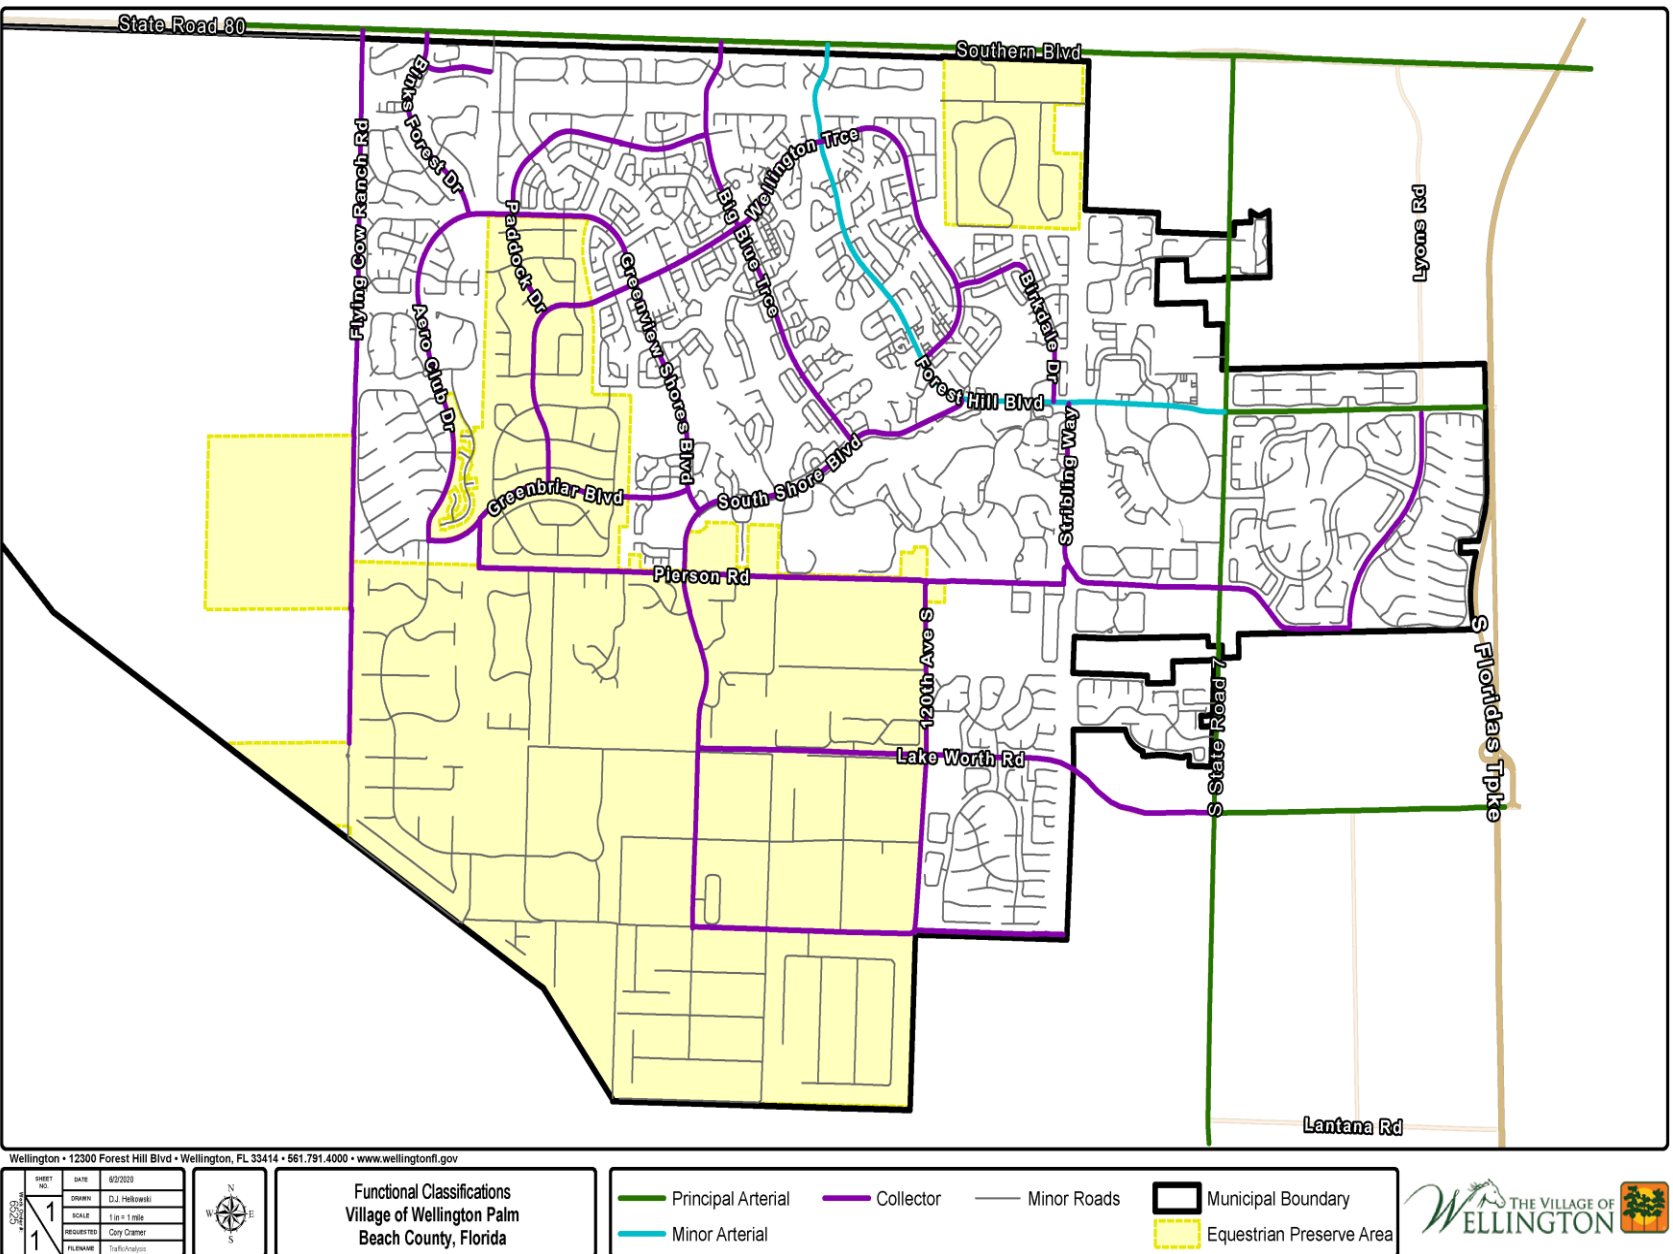 State Road 80
Southern Blvd
Binks Forest Dr
Flying Cow Ranch Rd
Paddock Dr
Big Blue Trce
Wellington Trce
Lyons Rd
Greenview Shores Blvd
Birkdale Dr
Aero Club Dr
Forest Hill Blvd
Stribling Way
Greenbriar Blvd
South Shore Blvd
Pierson Rd
120th Ave S
S Floridas Tpke
S State Road 7
Lake Worth Rd
Lantana Rd
Wellington • 12300 Forest Hill Blvd • Wellington, FL 33414 • 561.791.4000 • www.wellingtonfl.gov
SHEET NO.
1
1
DATE 6/2/2020
DRAWN D.J. Helkowski
SCALE 1 in = 1 mile
REQUESTED Cory Cramer
FILENAME TrafficAnalysis
6525
N
W E
S
Functional Classifications
Village of Wellington Palm
Beach County, Florida
Principal Arterial
Collector
Minor Roads
Municipal Boundary
Minor Arterial
Equestrian Preserve Area
THE VILLAGE OF
WELLINGTON